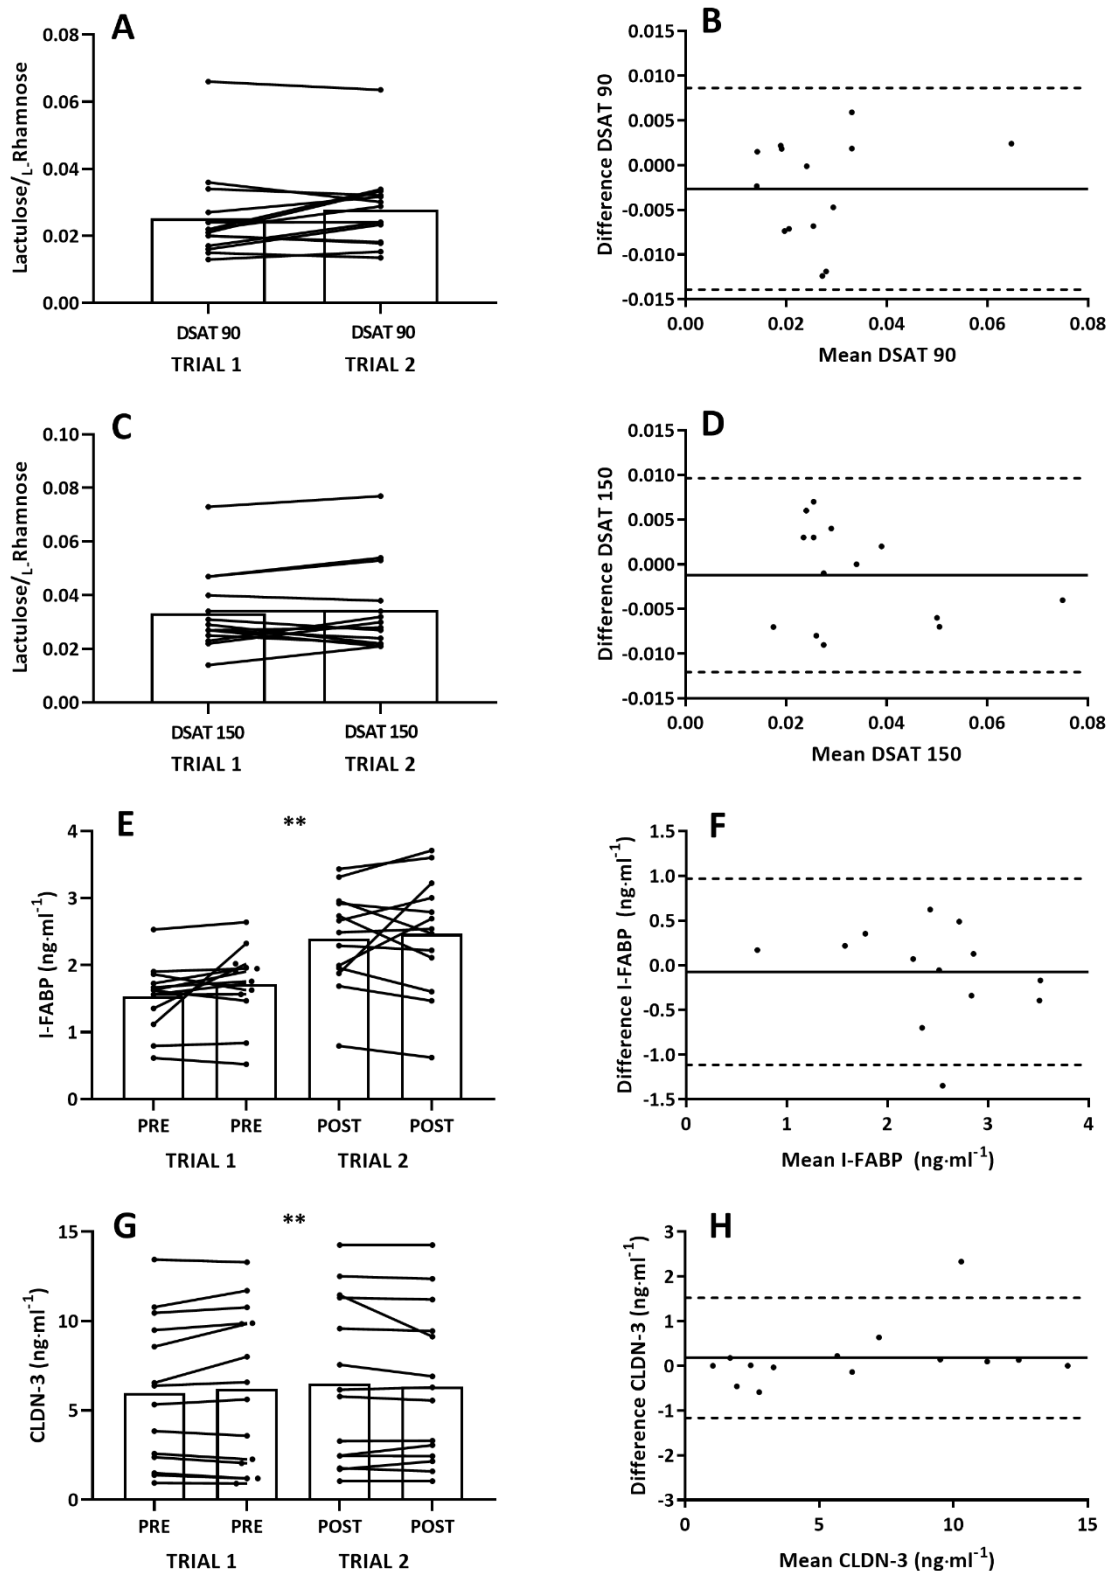 A
Lactulose/L-Rhamnose
0.08
0.06
0.04
0.02
0.00
DSAT 90 DSAT 90
TRIAL 1 TRIAL 2
B
Difference DSAT 90
0.015
0.010
0.005
0.000
-0.005
-0.010
-0.015
0.00 0.02 0.04 0.06 0.08
Mean DSAT 90
C
Lactulose/L-Rhamnose
0.10
0.08
0.06
0.04
0.02
0.00
DSAT 150 DSAT 150
TRIAL 1 TRIAL 2
D
Difference DSAT 150
0.015
0.010
0.005
0.000
-0.005
-0.010
-0.015
0.00 0.02 0.04 0.06 0.08
Mean DSAT 150
E
**
I-FABP (ng·ml-1)
4
3
2
1
0
PRE PRE POST POST
TRIAL 1 TRIAL 2
F
Difference I-FABP (ng·ml-1)
1.5
1.0
0.5
0.0
-0.5
-1.0
-1.5
0 1 2 3 4
Mean I-FABP (ng·ml-1)
G
**
CLDN-3 (ng·ml-1)
15
10
5
0
PRE PRE POST POST
TRIAL 1 TRIAL 2
H
Difference CLDN-3 (ng·ml-1)
3
2
1
0
-1
-2
-3
0 5 10 15
Mean CLDN-3 (ng·ml-1)